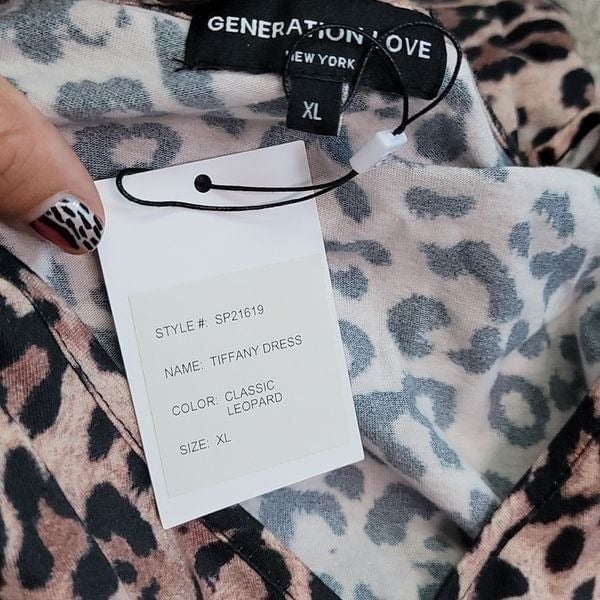 GENERATION LOVE
NEW YORK
XL
STYLE #: SP21619
NAME: TIFFANY DRESS
COLOR: CLASSIC
LEOPARD
SIZE: XL